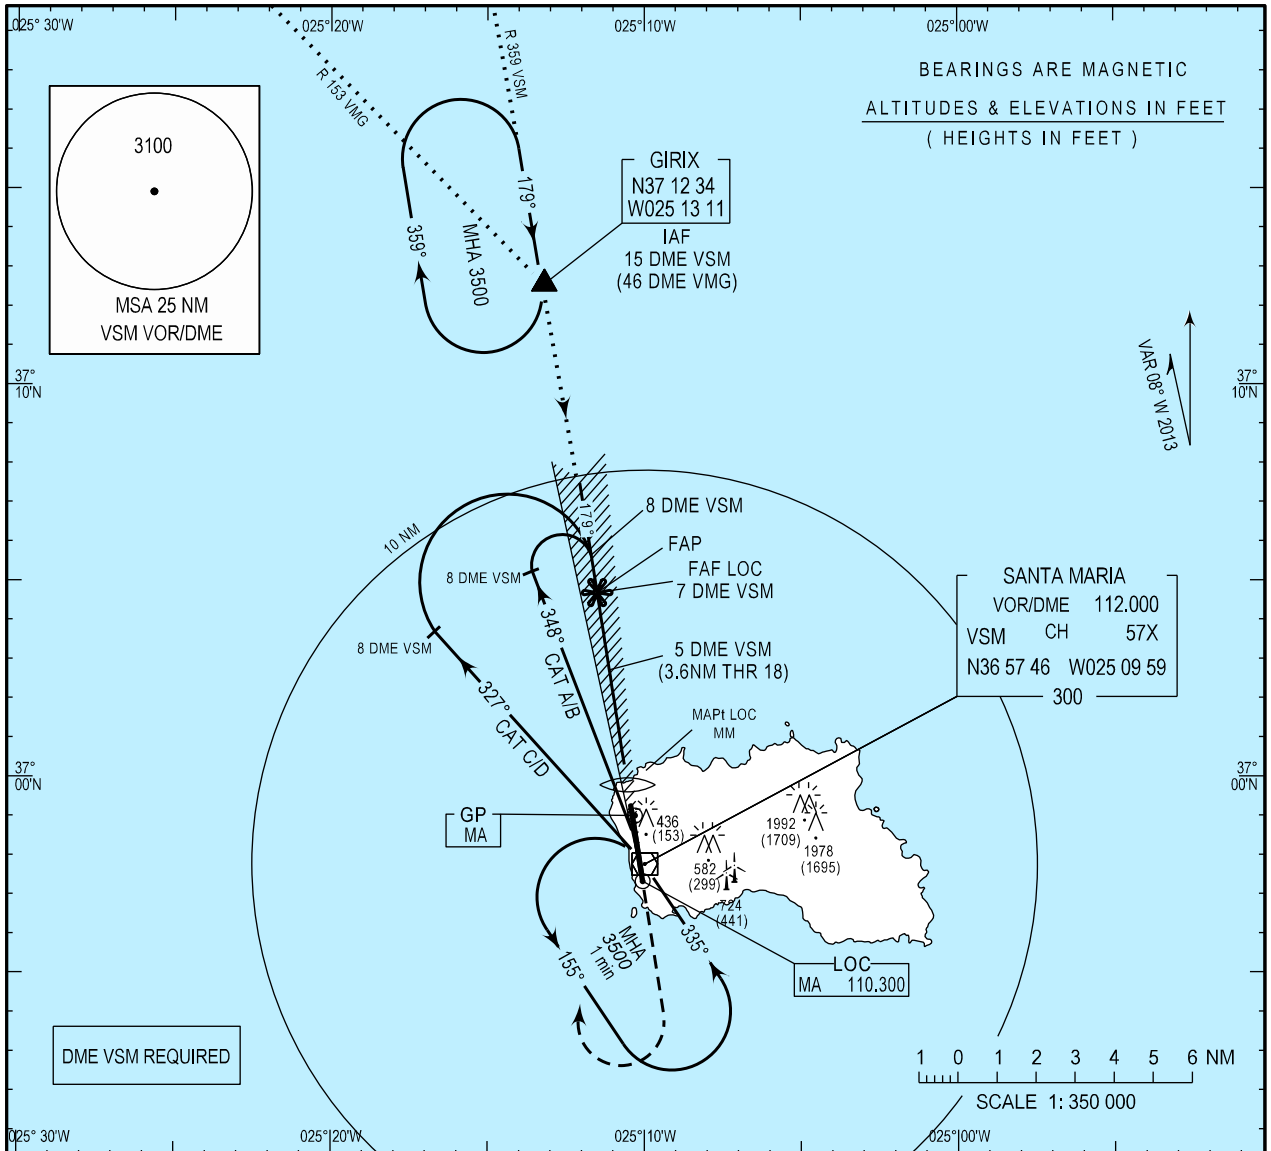 025° 30'W
025° 20'W
025° 10'W
025° 00'W
R 153 VMG
R 359 VSM
BEARINGS ARE MAGNETIC
ALTITUDES & ELEVATIONS IN FEET
( HEIGHTS IN FEET )
3100
MSA 25 NM
VSM VOR/DME
GIRIX
N37 12 34
W025 13 11
IAF
15 DME VSM
(46 DME VMG)
179°
359°
MHA 3500
VAR 08° W 2013
37°
10'N
37°
10'N
179°
10 NM
8 DME VSM
FAP
FAF LOC
7 DME VSM
8 DME VSM
8 DME VSM
348° CAT A/B
327° CAT C/D
5 DME VSM
(3.6NM THR 18)
SANTA MARIA
VOR/DME 112.000
VSM CH 57X
N36 57 46 W025 09 59
300
MAPt LOC
MM
37°
00'N
37°
00'N
GP
MA
436
(153)
1992
(1709)
1978
(1695)
582
(299)
724
(441)
MHA
3500
1 min
155°
335°
LOC
MA 110.300
DME VSM REQUIRED
1 0 1 2 3 4 5 6 NM
SCALE 1: 350 000
025° 30'W
025°20'W
025°10'W
025°00'W